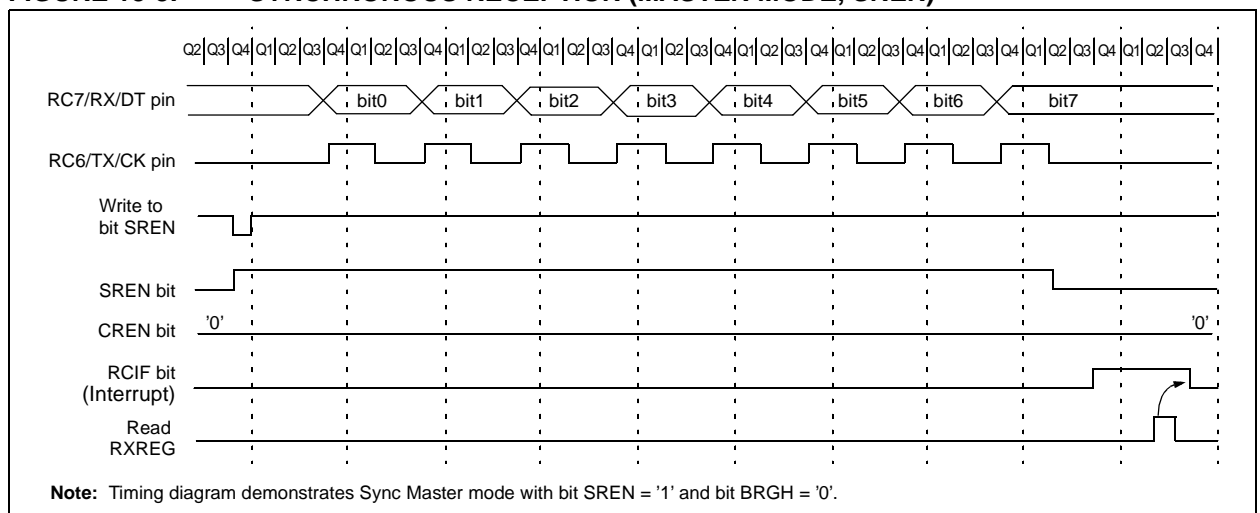 Q2 Q3 Q4 Q1 Q2 Q3 Q4 Q1 Q2 Q3 Q4 Q1 Q2 Q3 Q4 Q1 Q2 Q3 Q4 Q1 Q2 Q3 Q4 Q1 Q2 Q3 Q4 Q1 Q2 Q3 Q4 Q1 Q2 Q3 Q4 Q1 Q2 Q3 Q4 Q1 Q2 Q3 Q4
RC7/RX/DT pin bit0 bit1 bit2 bit3 bit4 bit5 bit6 bit7
RC6/TX/CK pin
Write to
bit SREN
SREN bit
CREN bit '0' '0'
RCIF bit
(Interrupt)
Read
RXREG
Note: Timing diagram demonstrates Sync Master mode with bit SREN = '1' and bit BRGH = '0'.